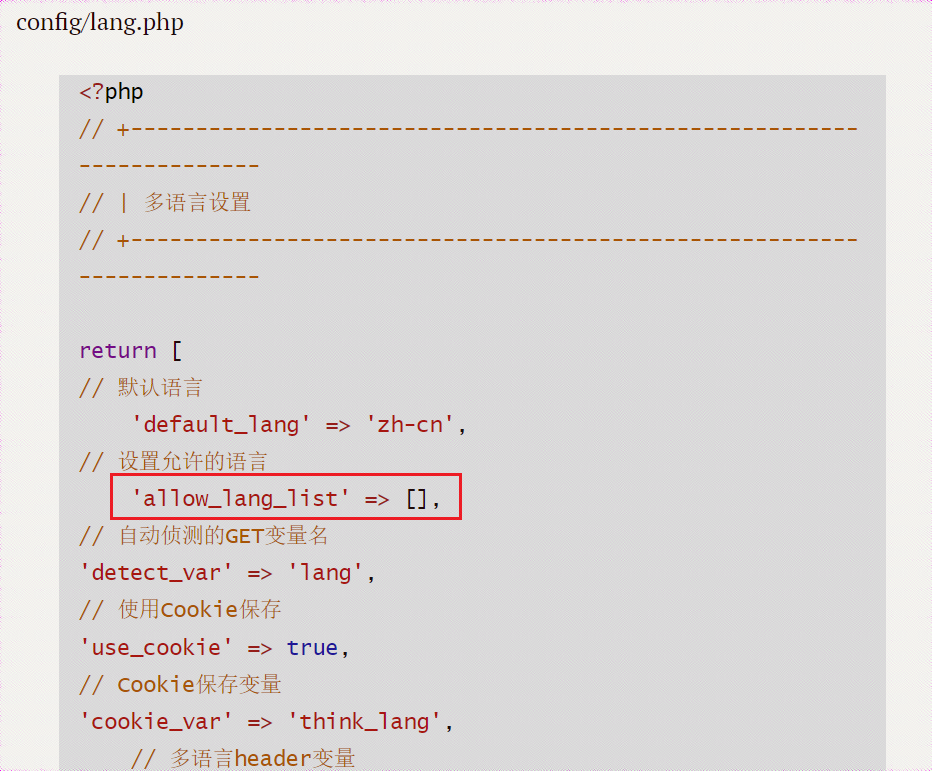 config/lang.php
<?php
// +--------------------------------------------------------
--------------
// | 多语言设置
// +--------------------------------------------------------
--------------
return [
// 默认语言
'default_lang' => 'zh-cn',
// 设置允许的语言
'allow_lang_list' => [],
// 自动侦测的GET变量名
'detect_var' => 'lang',
// 使用Cookie保存
'use_cookie' => true,
// Cookie保存变量
'cookie_var' => 'think_lang',
// 多语言header变量